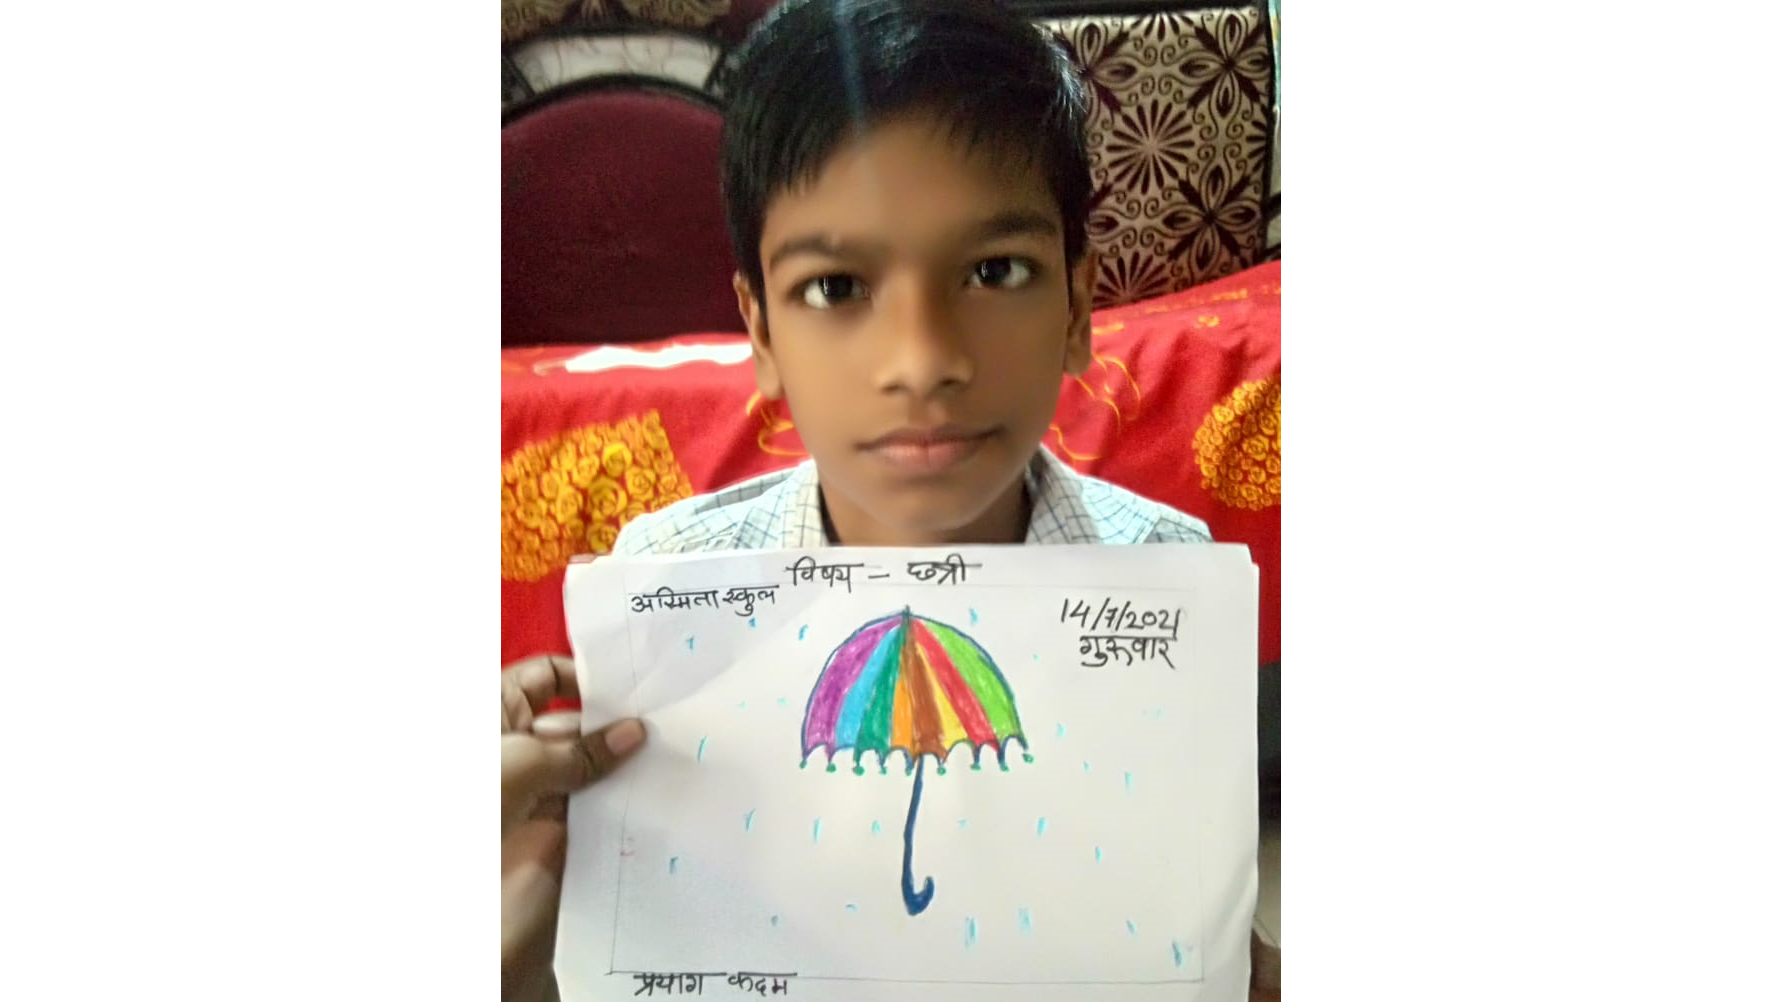 विषय – छत्री
अस्मिता स्कुल
14/7/2021
गुरूवार
प्रयाग कदम